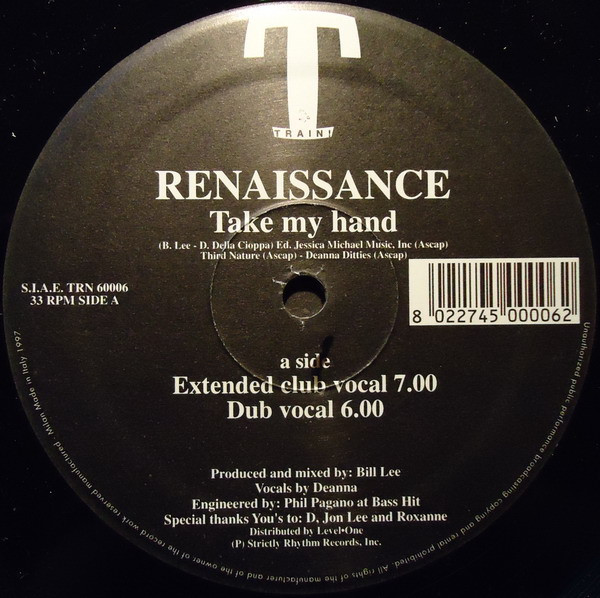 T
TRAIN!
RENAISSANCE
Take my hand
(B. Lee - D. Della Cioppa) Ed. Jessica Michael Music, Inc (Ascap)
Third Nature (Ascap) - Deanna Ditties (Ascap)
S.I.A.E. TRN 60006
33 RPM SIDE A
8 022745 000062
a side
Extended club vocal 7.00
Dub vocal 6.00
Produced and mixed by: Bill Lee
Vocals by Deanna
Engineered by: Phil Pagano at Bass Hit
Special thanks You's to: D, Jon Lee and Roxanne
Distributed by Level•One
(P) Strictly Rhythm Records, Inc.
Unauthorized public performance broadcasting copying and rental prohibited. All rights of the manufacturer and of the owner of the record work reserved manufactured. Milan Made in Italy 1997